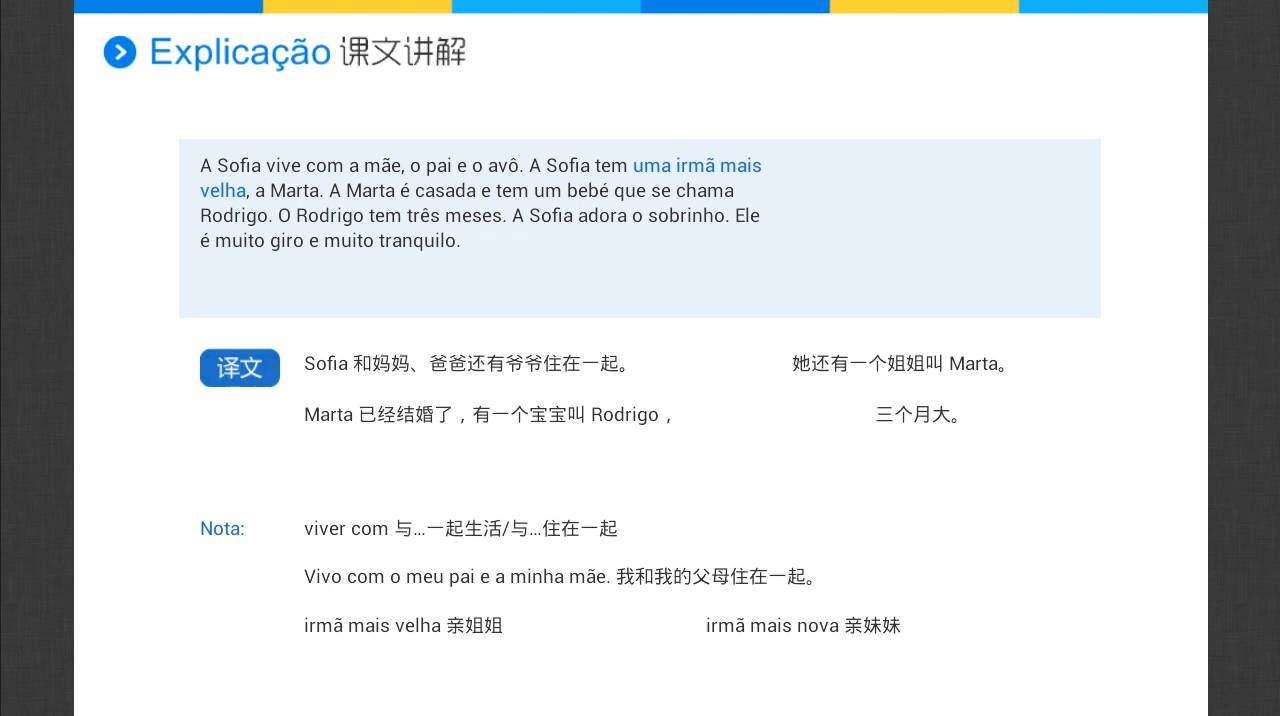 Explicação 课文讲解
A Sofia vive com a mãe, o pai e o avô. A Sofia tem uma irmã mais
velha, a Marta. A Marta é casada e tem um bebé que se chama
Rodrigo. O Rodrigo tem três meses. A Sofia adora o sobrinho. Ele
é muito giro e muito tranquilo.
译文 Sofia 和妈妈、爸爸还有爷爷住在一起。 她还有一个姐姐叫 Marta。
Marta 已经结婚了，有一个宝宝叫 Rodrigo， 三个月大。
Nota: viver com 与…一起生活/与…住在一起
Vivo com o meu pai e a minha mãe. 我和我的父母住在一起。
irmã mais velha 亲姐姐 irmã mais nova 亲妹妹